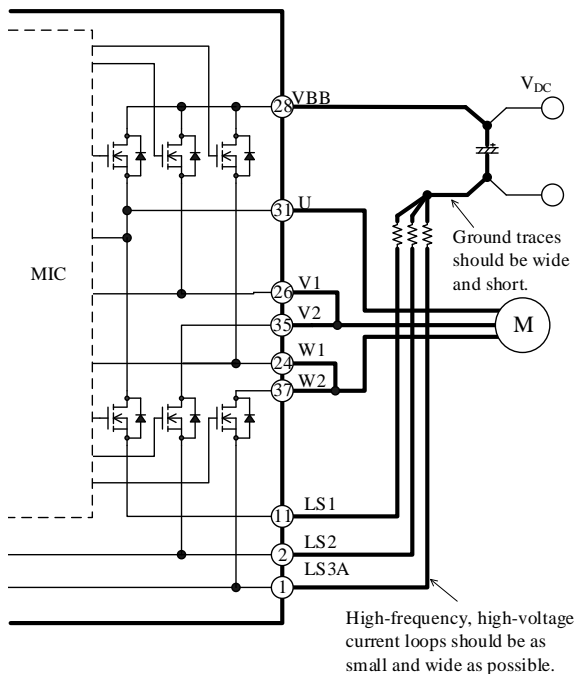 VBB
28
V_DC
31
U
Ground traces
should be wide
and short.
MIC
26
V1
35
V2
M
24
W1
37
W2
11
LS1
2
LS2
1
LS3A
High-frequency, high-voltage
current loops should be as
small and wide as possible.